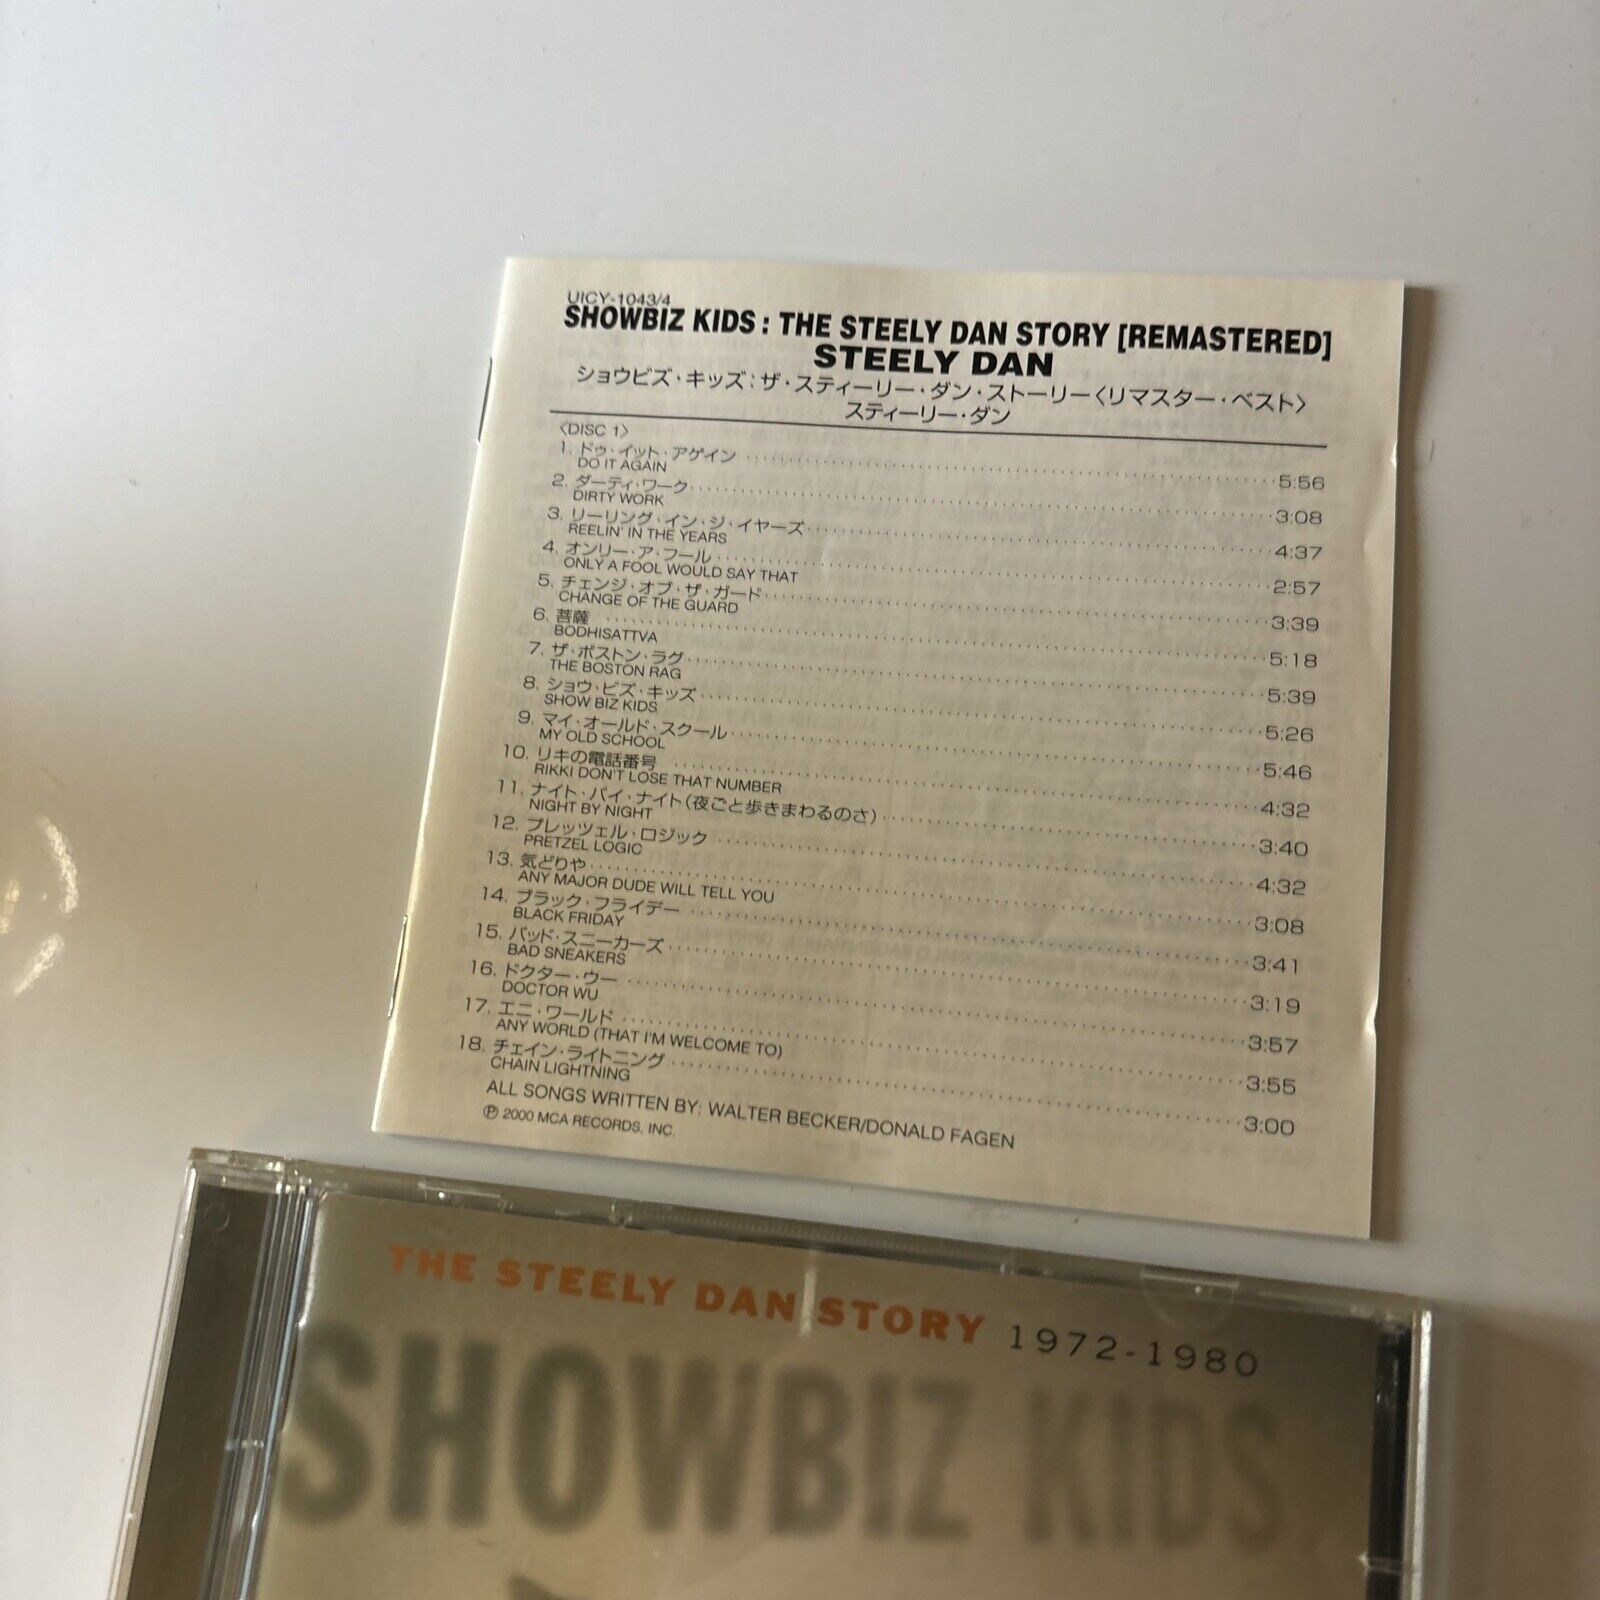 UICY-1043/4
SHOWBIZ KIDS : THE STEELY DAN STORY [REMASTERED]
STEELY DAN
ショウビズ・キッズ：ザ・スティーリー・ダン・ストーリー〈リマスター・ベスト〉
スティーリー・ダン
〈DISC 1〉
1. ドゥ・イット・アゲイン 5:56
DO IT AGAIN
2. ダーティ・ワーク 3:08
DIRTY WORK
3. リーリング・イン・ジ・イヤーズ 4:37
REELIN' IN THE YEARS
4. オンリー・ア・フール 2:57
ONLY A FOOL WOULD SAY THAT
5. チェンジ・オブ・ザ・ガード 3:39
CHANGE OF THE GUARD
6. 菩薩 5:18
BODHISATTVA
7. ザ・ボストン・ラグ 5:39
THE BOSTON RAG
8. ショウ・ビズ・キッズ 5:26
SHOW BIZ KIDS
9. マイ・オールド・スクール 5:46
MY OLD SCHOOL
10. リキの電話番号 4:32
RIKKI DON'T LOSE THAT NUMBER
11. ナイト・バイ・ナイト（夜ごと歩きまわるのさ） 3:40
NIGHT BY NIGHT
12. プレッツェル・ロジック 4:32
PRETZEL LOGIC
13. 気どりや 3:08
ANY MAJOR DUDE WILL TELL YOU
14. ブラック・フライデー 3:41
BLACK FRIDAY
15. バッド・スニーカーズ 3:19
BAD SNEAKERS
16. ドクター・ウー 3:57
DOCTOR WU
17. エニ・ワールド 3:55
ANY WORLD (THAT I'M WELCOME TO)
18. チェイン・ライトニング 3:00
CHAIN LIGHTNING
ALL SONGS WRITTEN BY: WALTER BECKER/DONALD FAGEN
℗ 2000 MCA RECORDS, INC.
THE STEELY DAN STORY 1972-1980
SHOWBIZ KIDS